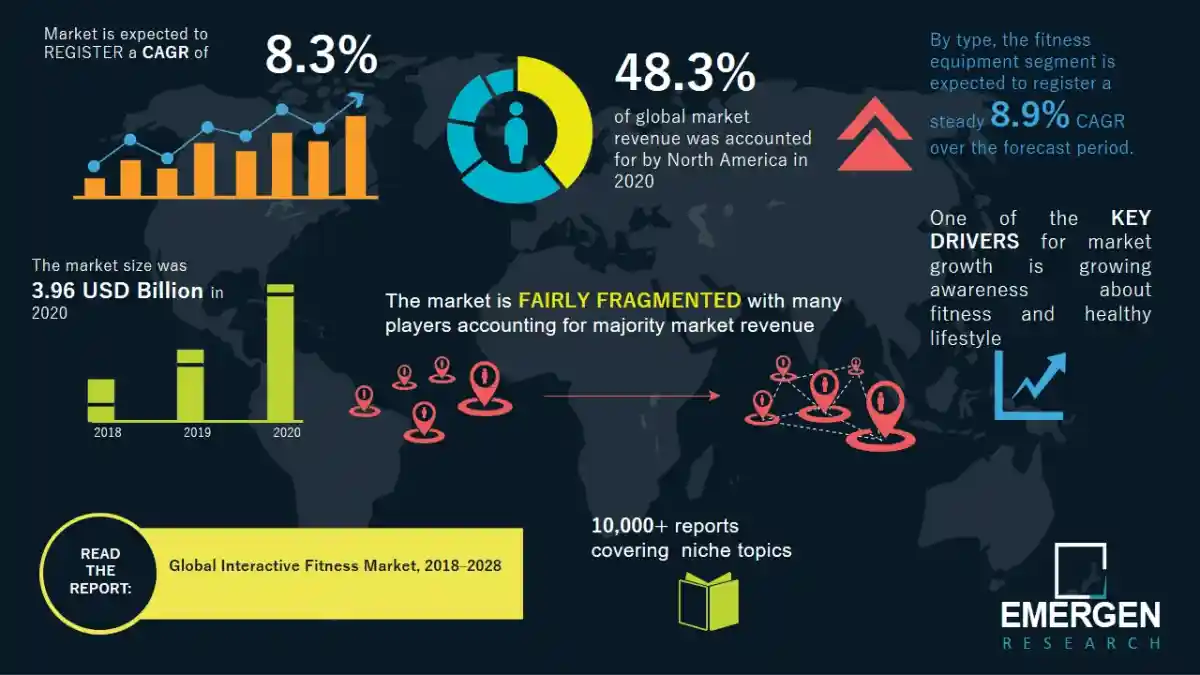 Market is expected to
REGISTER a CAGR of
8.3%
48.3%
of global market
revenue was accounted
for by North America in
2020
By type, the fitness
equipment segment is
expected to register a
steady 8.9% CAGR
over the forecast period.
One of the KEY
DRIVERS for market
growth is growing
awareness about
fitness and healthy
lifestyle
The market size was
3.96 USD Billion in
2020
2018 2019 2020
The market is FAIRLY FRAGMENTED with many
players accounting for majority market revenue
READ
THE
REPORT:
Global Interactive Fitness Market, 2018–2028
10,000+ reports
covering niche topics
EMERGEN
RESEARCH